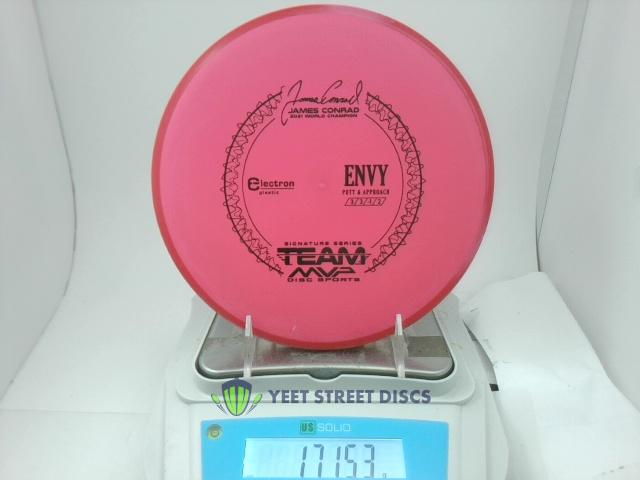 James Conrad
JAMES CONRAD
2021 WORLD CHAMPION
Electron
plastic
ENVY
PUTT & APPROACH
SIGNATURE SERIES
TEAM
MVP
DISC SPORTS
YEET STREET DISCS
US SOLID
171.53 g